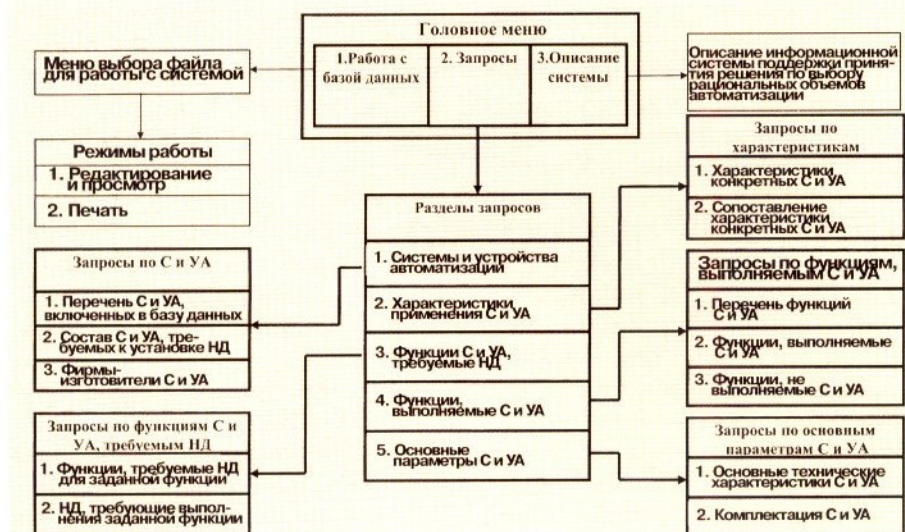 Головное меню
1.Работа с
базой данных
2. Запросы
3.Описание
системы
Меню выбора файла
для работы с системой
Описание информационной
системы поддержки приня-
тия решения по выбору
рациональных объемов
автоматизации
Режимы работы
1. Редактирование
и просмотр
2. Печать
Запросы по
характеристикам
1. Характеристики
конкретных С и УА
2. Сопоставление
характеристики
конкретных С и УА
Разделы запросов
1. Системы и устройства
автоматизаций
2. Характеристики
применения С и УА
3. Функции С и УА,
требуемые НД
4. Функции,
выполняемые С и УА
5. Основные
параметры С и УА
Запросы по С и УА
1. Перечень С и УА,
включенных в базу данных
2. Состав С и УА, тре-
буемых к установке НД
3. Фирмы-
изготовители С и УА
Запросы по функциям,
выполняемым С и УА
1. Перечень функций
С и УА
2. Функции, выполняемые
С и УА
3. Функции, не
выполняемые С и УА
Запросы по функциям С и
УА, требуемым НД
1. Функции, требуемые НД
для заданной функции
2. НД, требующие выпол-
нения заданной функции
Запросы по основным
параметрам С и УА
1. Основные технические
характеристики С и УА
2. Комплектация С и УА